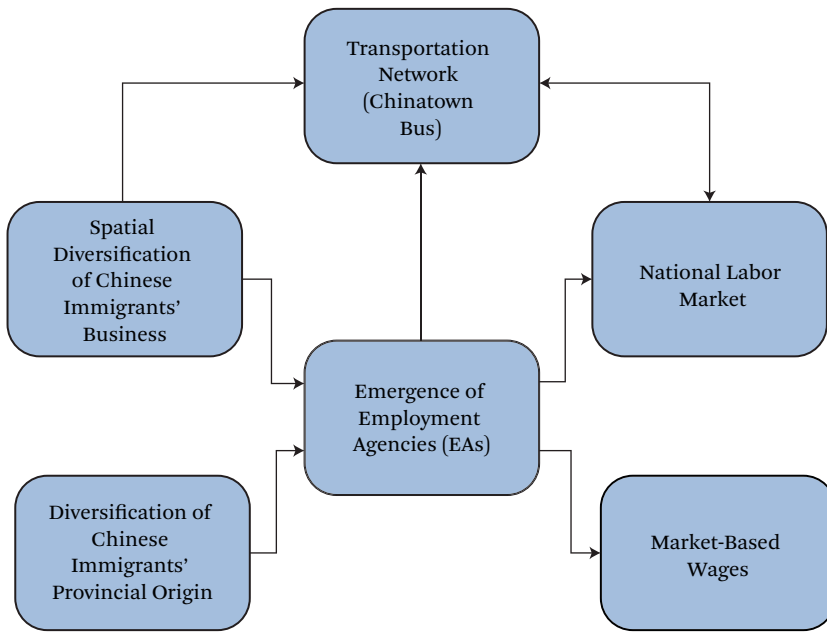 Transportation
Network
(Chinatown
Bus)
Spatial
Diversification
of Chinese
Immigrants’
Business
National Labor
Market
Emergence of
Employment
Agencies (EAs)
Diversification of
Chinese
Immigrants’
Provincial Origin
Market-Based
Wages